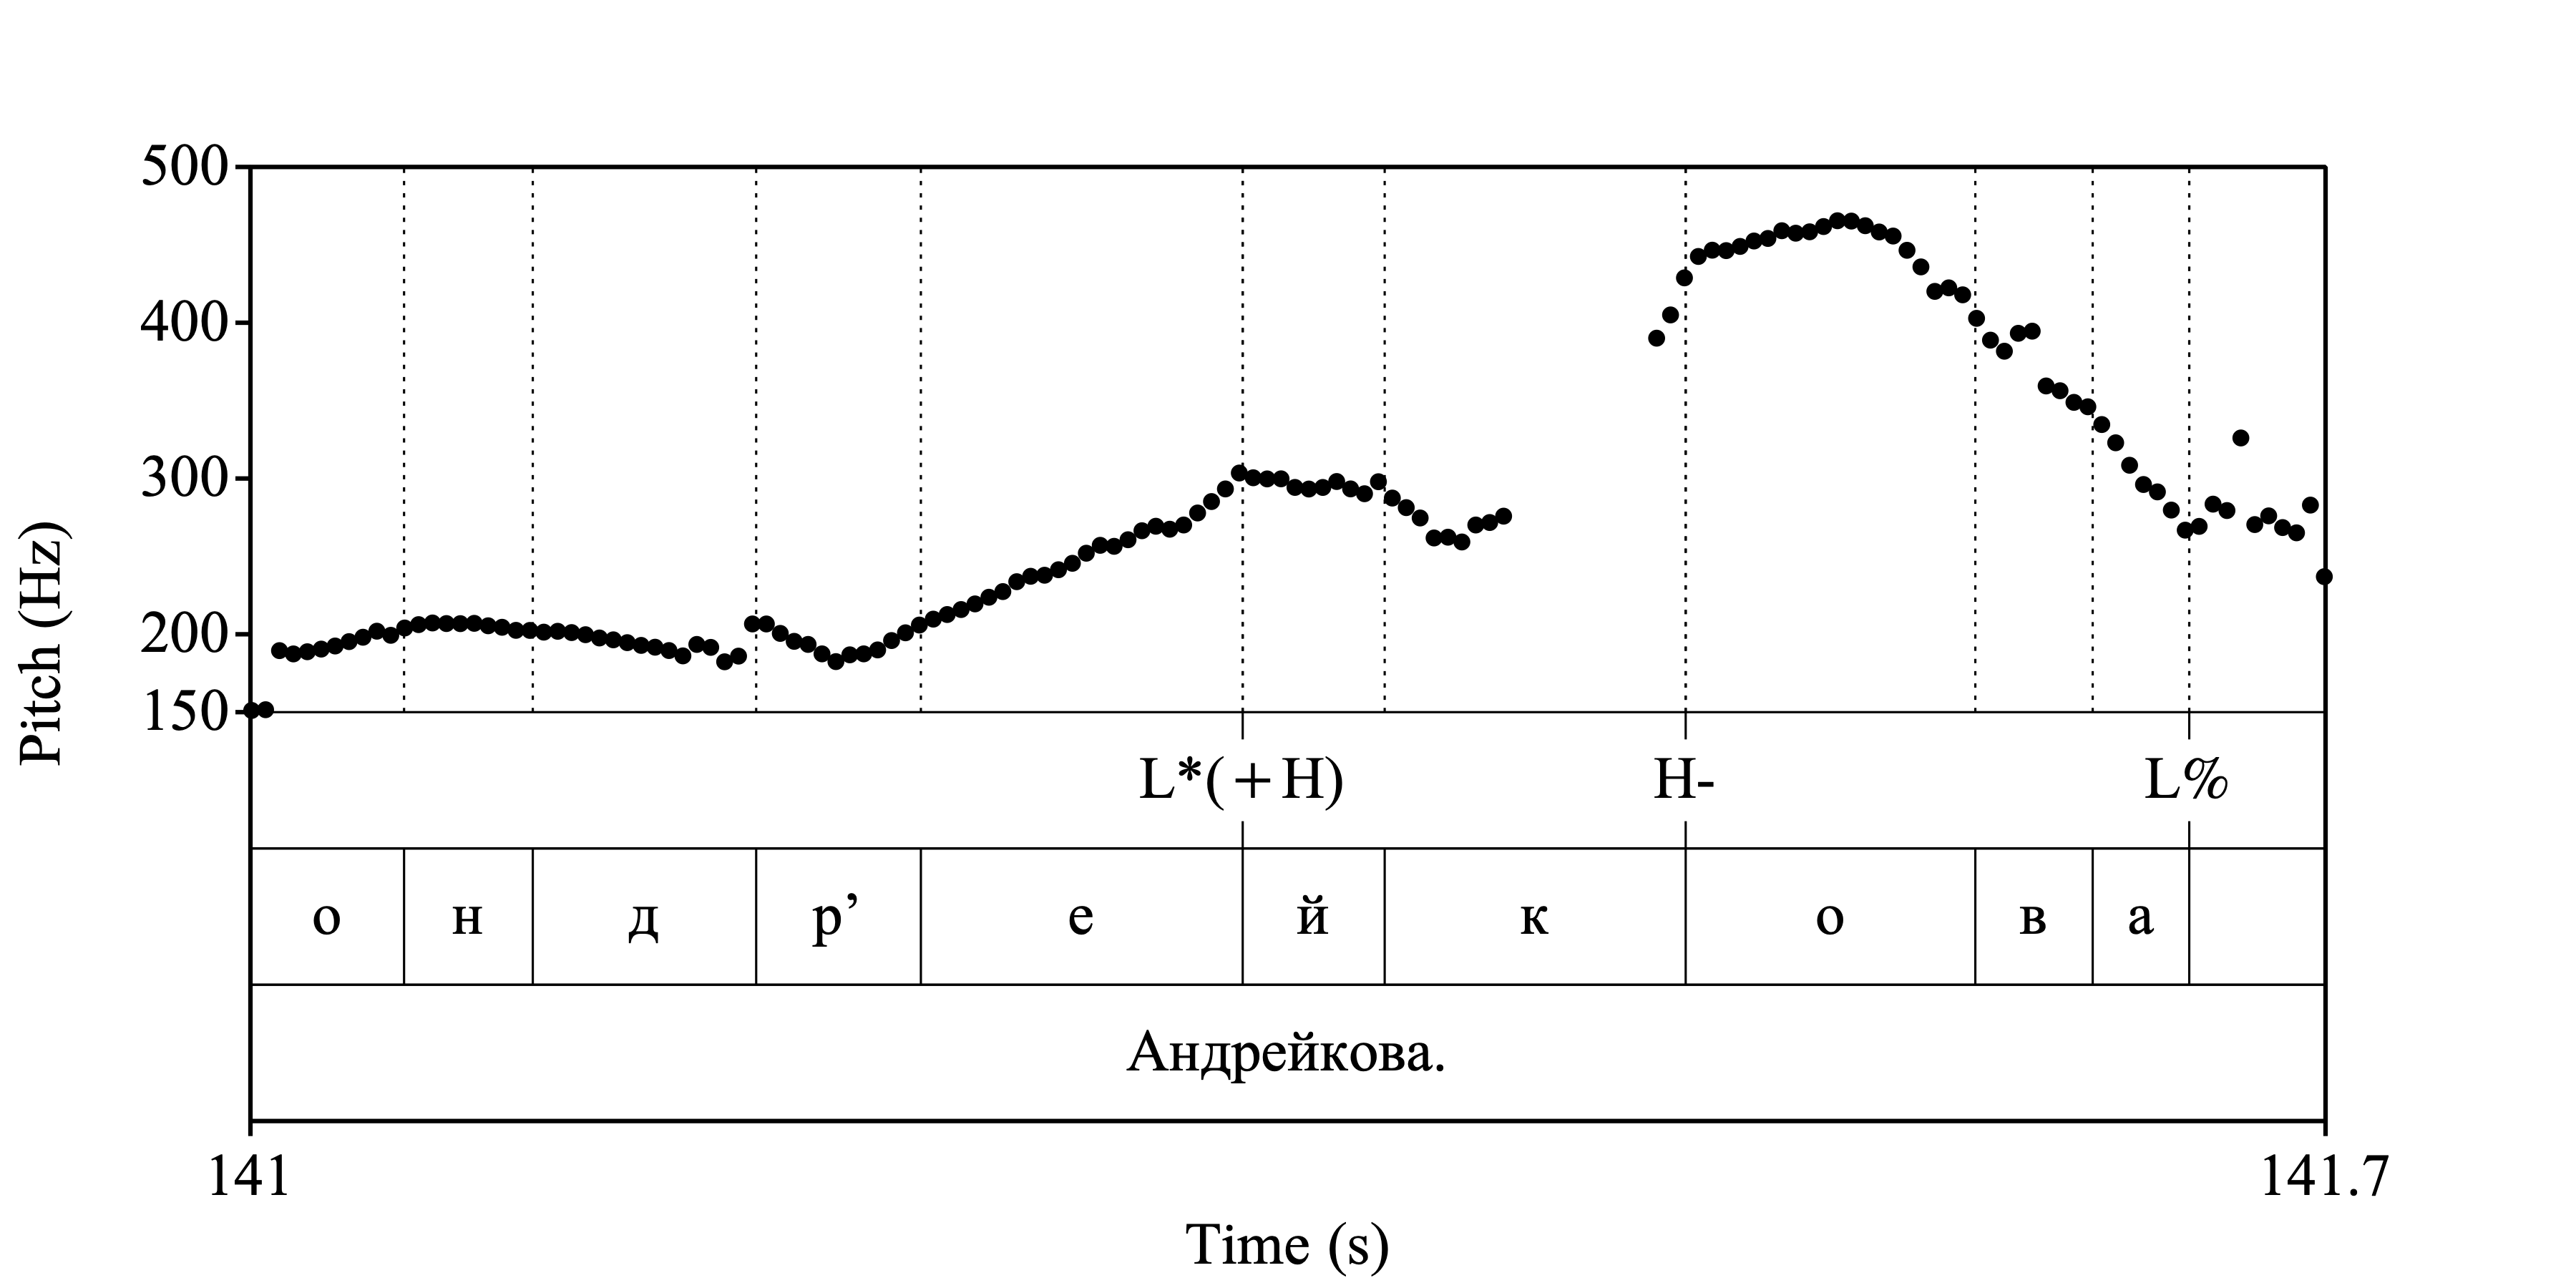 500
400
300
200
150
Pitch (Hz)
L*(+H) H- L%
о н д р’ е й к о в а
Андрейкова.
141 141.7
Time (s)